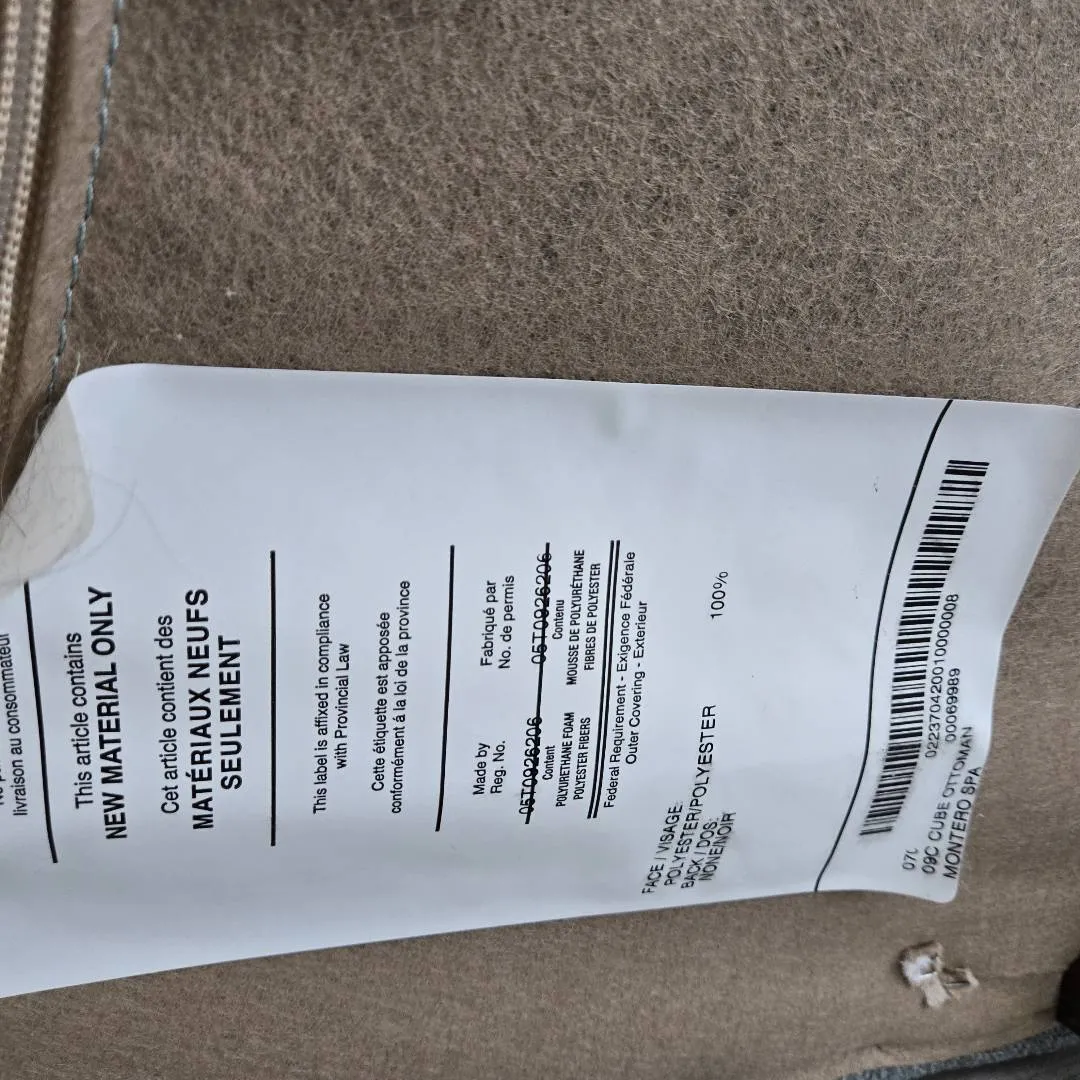 livraison au consommateur
This article contains
NEW MATERIAL ONLY
Cet article contient des
MATÉRIAUX NEUFS
SEULEMENT
This label is affixed in compliance
with Provincial Law
Cette étiquette est apposée
conformément á la loi de la province
Made by Fabriqué par
Reg. No. No. de permis
05T0926206 05T0926206
Content Contenu
POLYURETHANE FOAM MOUSSE DE POLYURÉTHANE
POLYESTER FIBERS FIBRES DE POLYESTER
Federal Requirement - Exigence Fédérale
Outer Covering - Exterieur
FACE / VISAGE:
POLYESTER/POLYESTER 100%
BACK / DOS:
NONE/NOIR
022370420010000008
070 00069989
09C CUBE OTTOMAN
MONTERO SPA